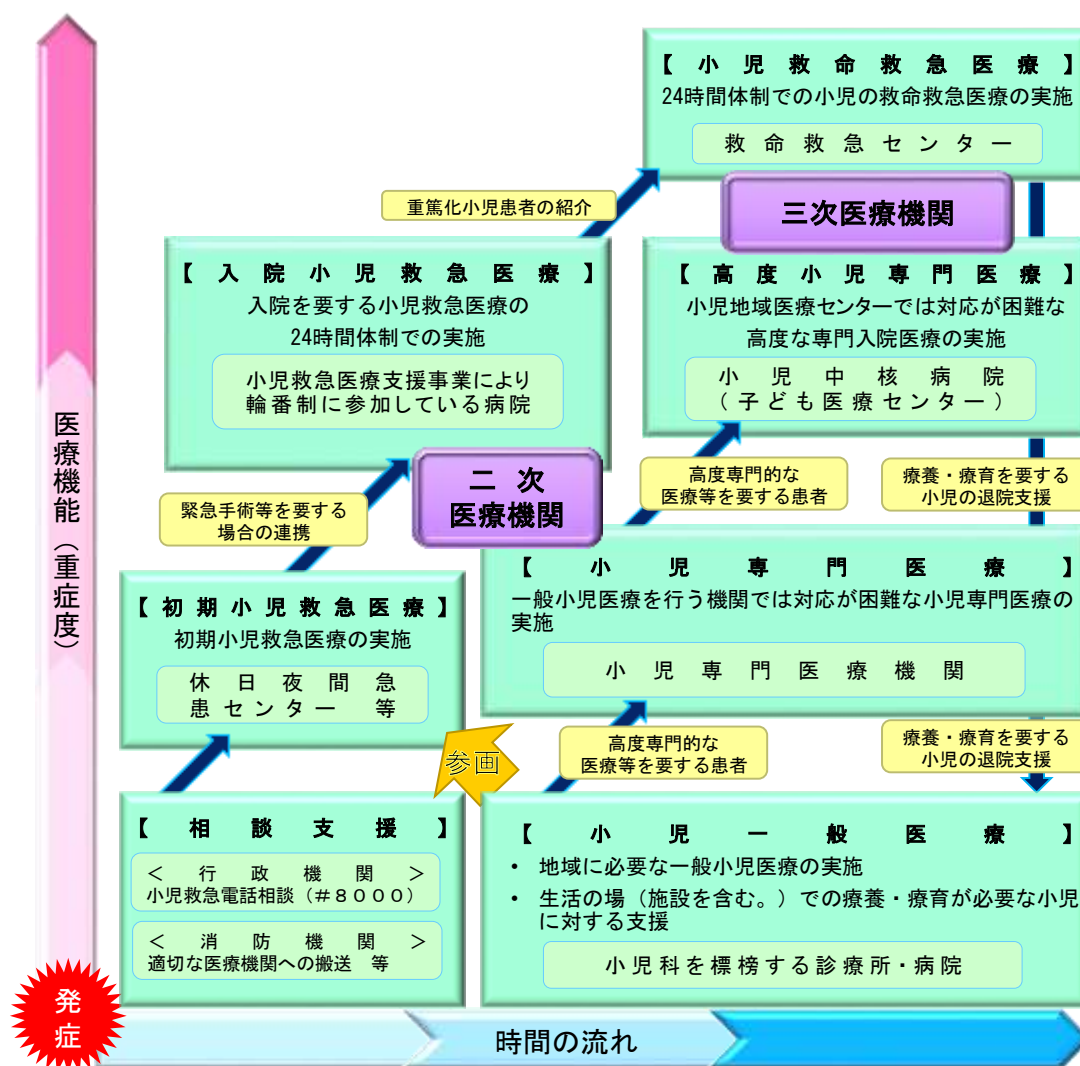 【小児救命救急医療】
24時間体制での小児の救命救急医療の実施
救命救急センター
三次医療機関
重篤化小児患者の紹介
【入院小児救急医療】
入院を要する小児救急医療の
24時間体制での実施
小児救急医療支援事業により
輪番制に参加している病院
【高度小児専門医療】
小児地域医療センターでは対応が困難な
高度な専門入院医療の実施
小児中核病院
（子ども医療センター）
医療機能（重症度）
二次
医療機関
緊急手術等を要する
場合の連携
高度専門的な
医療等を要する患者
療養・療育を要する
小児の退院支援
【初期小児救急医療】
初期小児救急医療の実施
休日夜間急
患センター 等
【小児専門医療】
一般小児医療を行う機関では対応が困難な小児専門医療の
実施
小児専門医療機関
参画
高度専門的な
医療等を要する患者
療養・療育を要する
小児の退院支援
【相談支援】
＜行政機関＞
小児救急電話相談（＃８０００）
＜消防機関＞
適切な医療機関への搬送 等
【小児一般医療】
• 地域に必要な一般小児医療の実施
• 生活の場（施設を含む。）での療養・療育が必要な小児
に対する支援
小児科を標榜する診療所・病院
発
症
時間の流れ